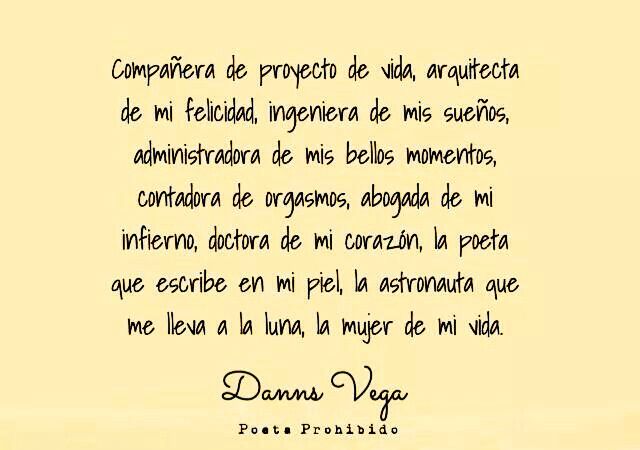 Compañera de proyecto de vida, arquitecta
de mi felicidad, ingeniera de mis sueños,
administradora de mis bellos momentos,
contadora de orgasmos, abogada de mi
infierno, doctora de mi corazón, la poeta
que escribe en mi piel, la astronauta que
me lleva a la luna, la mujer de mi vida.
Danns Vega
Poeta Prohibido